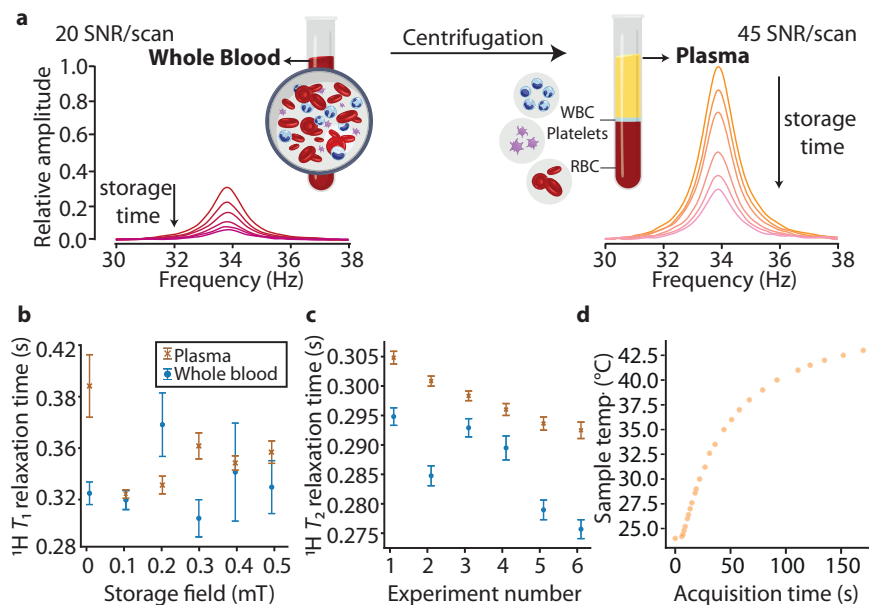 a
20 SNR/scan
Whole Blood
Centrifugation
45 SNR/scan
Plasma
WBC
Platelets
RBC
storage
time
storage
time
Relative amplitude
1.0
0.8
0.6
0.4
0.2
0.0
30 32 34 36 38
Frequency (Hz)
30 32 34 36 38
Frequency (Hz)
b
¹H T₁ relaxation time (s)
0.42
0.38
0.36
0.32
0.28
Plasma
Whole blood
0 0.1 0.2 0.3 0.4 0.5
Storage field (mT)
c
¹H T₂ relaxation time (s)
0.305
0.300
0.295
0.285
0.280
0.275
1 2 3 4 5 6
Experiment number
d
Sample temp. (°C)
42.5
40.0
37.5
35.0
32.5
30.0
27.5
25.0
0 50 100 150
Acquisition time (s)